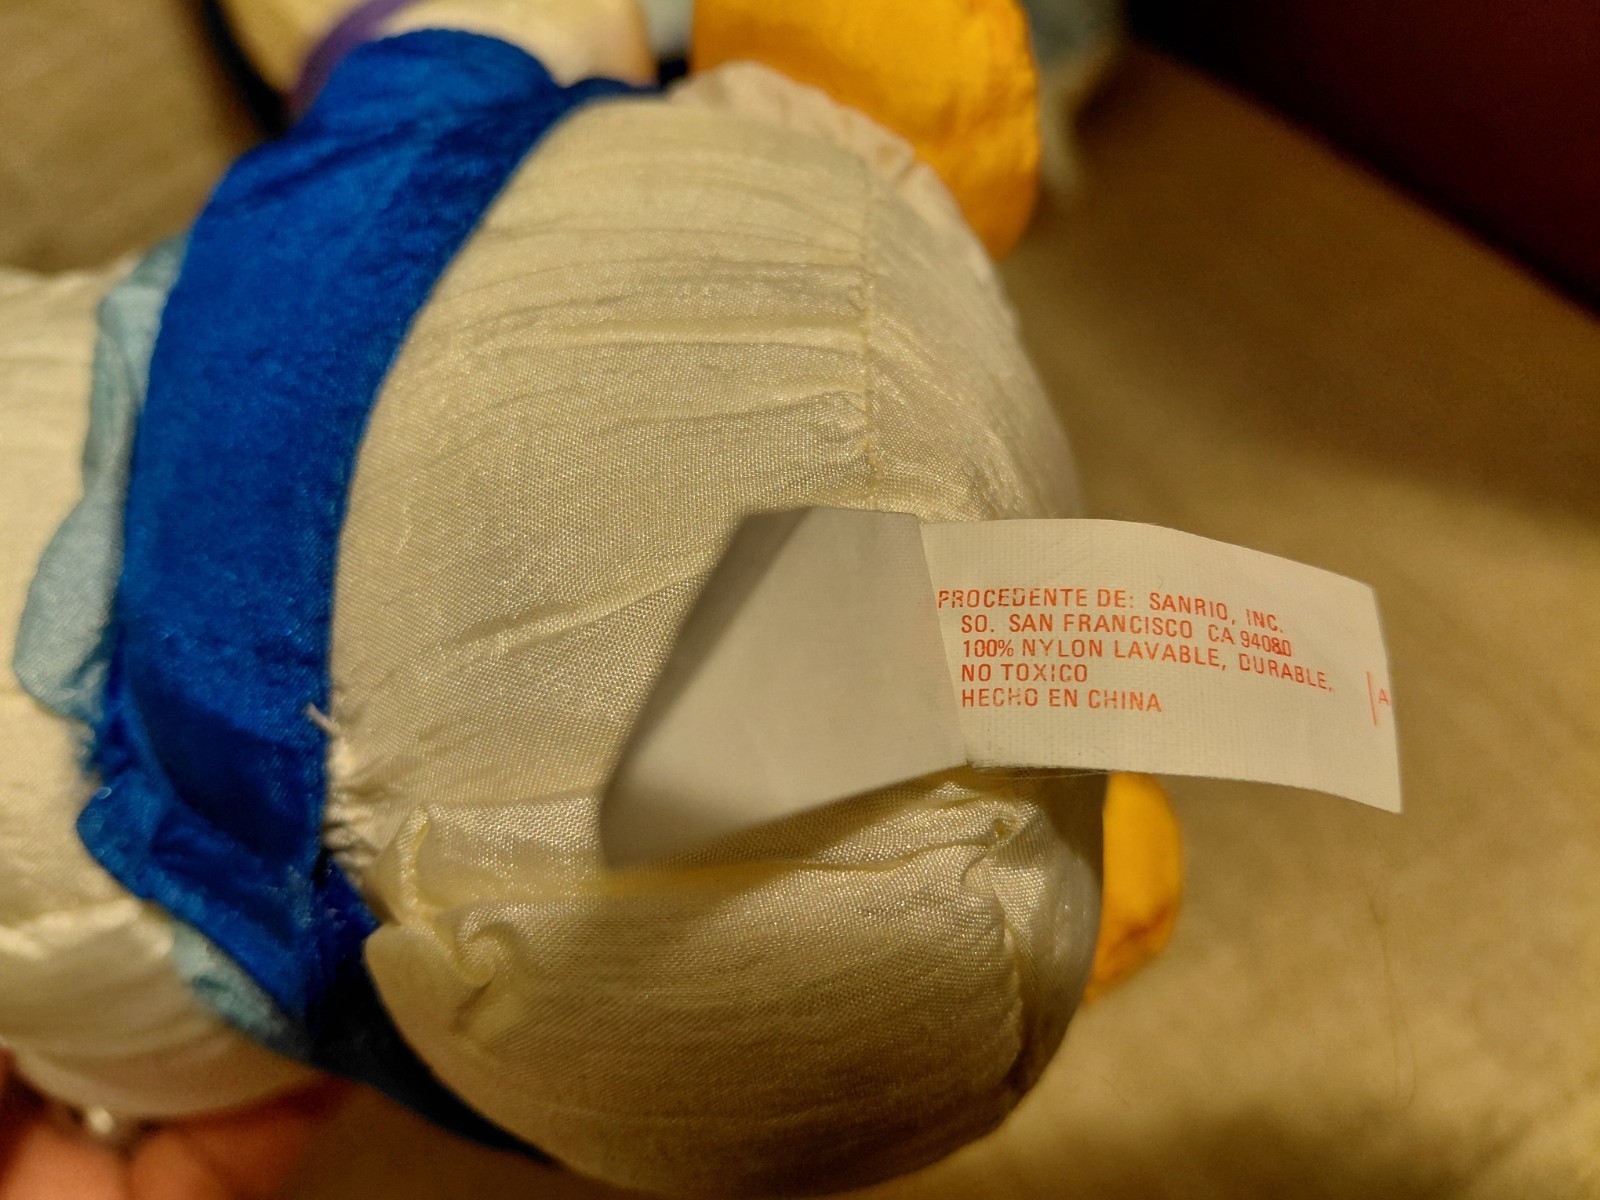 PROCEDENTE DE: SANRIO, INC.
SO. SAN FRANCISCO CA 94080
100% NYLON LAVABLE, DURABLE,
NO TOXICO
HECHO EN CHINA
A